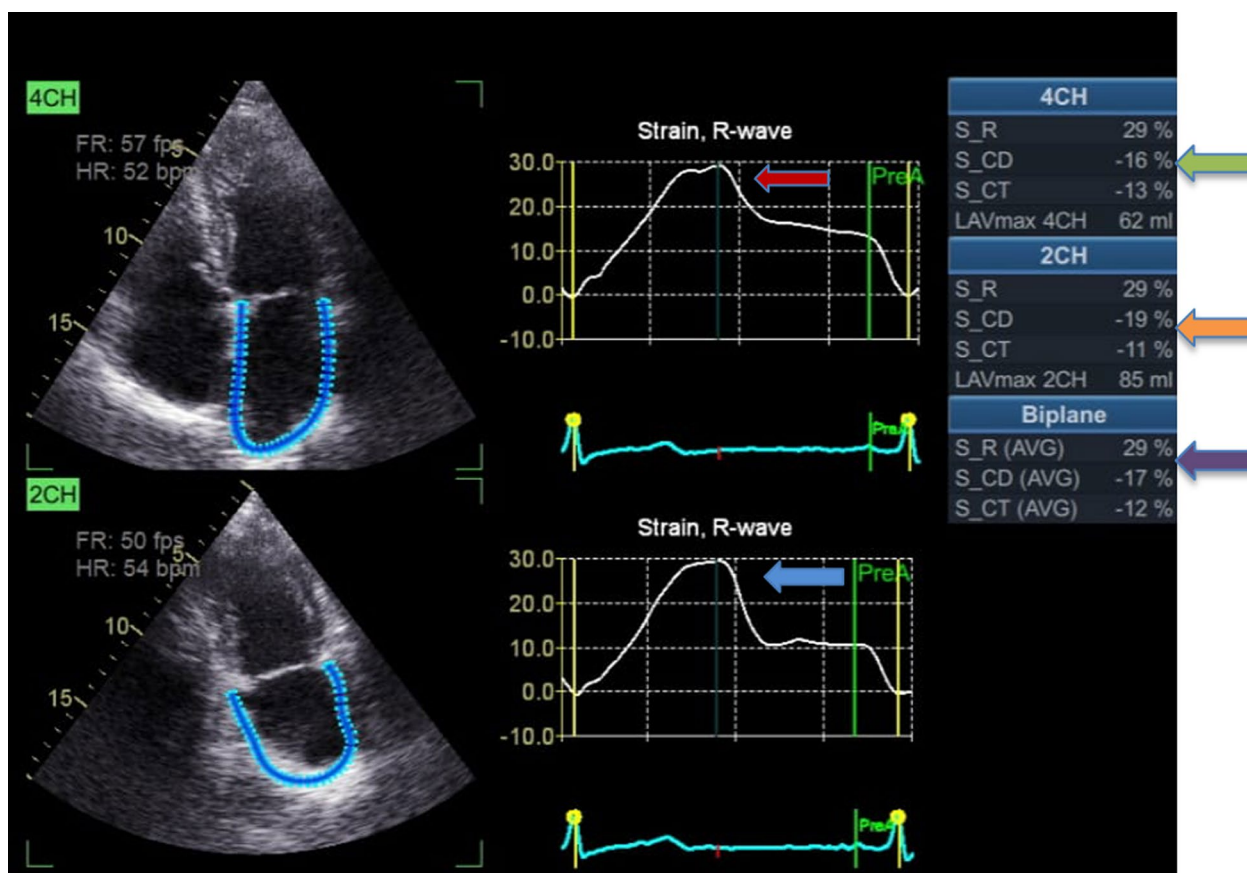 4CH
FR: 57 fps
HR: 52 bpm
5
10
15
Strain, R-wave
30.0
20.0
10.0
0.0
-10.0
PreA
PreA
4CH
S_R 29 %
S_CD -16 %
S_CT -13 %
LAVmax 4CH 62 ml
2CH
S_R 29 %
S_CD -19 %
S_CT -11 %
LAVmax 2CH 85 ml
Biplane
S_R (AVG) 29 %
S_CD (AVG) -17 %
S_CT (AVG) -12 %
2CH
FR: 50 fps
HR: 54 bpm
5
10
15
Strain, R-wave
30.0
20.0
10.0
0.0
-10.0
PreA
PreA